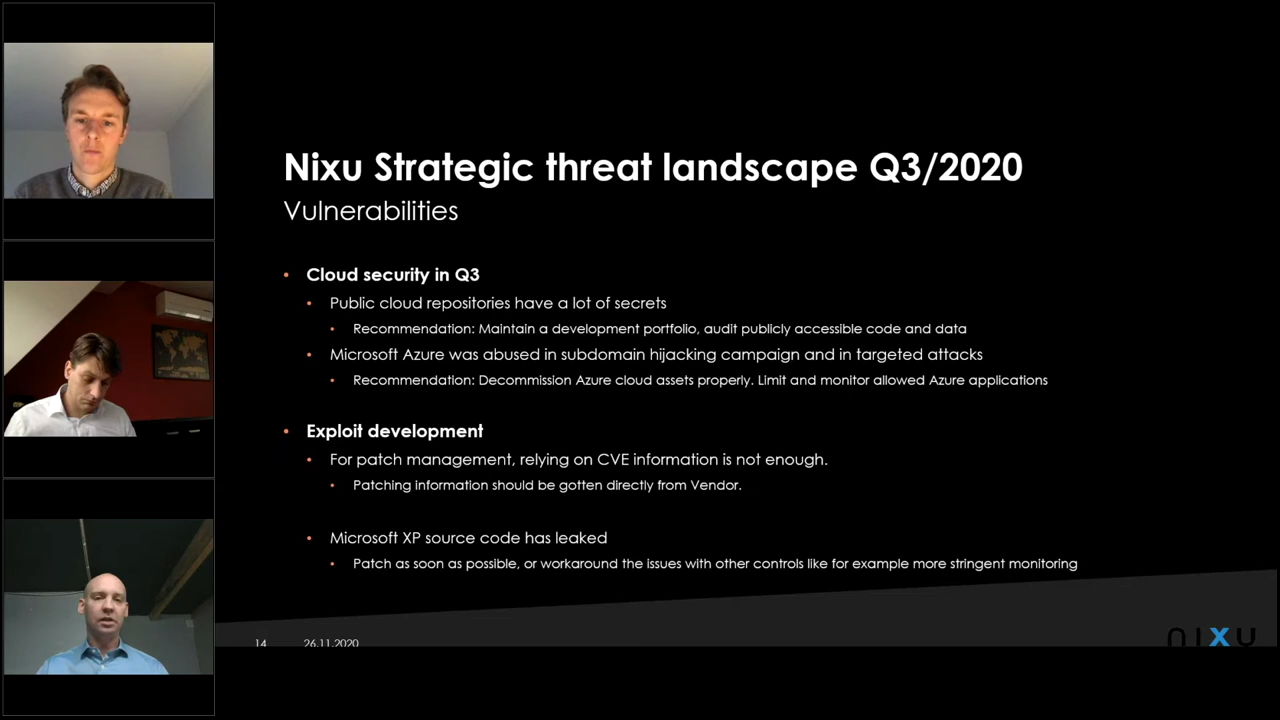 Nixu Strategic threat landscape Q3/2020
Vulnerabilities
• Cloud security in Q3
• Public cloud repositories have a lot of secrets
• Recommendation: Maintain a development portfolio, audit publicly accessible code and data
• Microsoft Azure was abused in subdomain hijacking campaign and in targeted attacks
• Recommendation: Decommission Azure cloud assets properly. Limit and monitor allowed Azure applications
• Exploit development
• For patch management, relying on CVE information is not enough.
• Patching information should be gotten directly from Vendor.
• Microsoft XP source code has leaked
• Patch as soon as possible, or workaround the issues with other controls like for example more stringent monitoring
14 26.11.2020
nixu